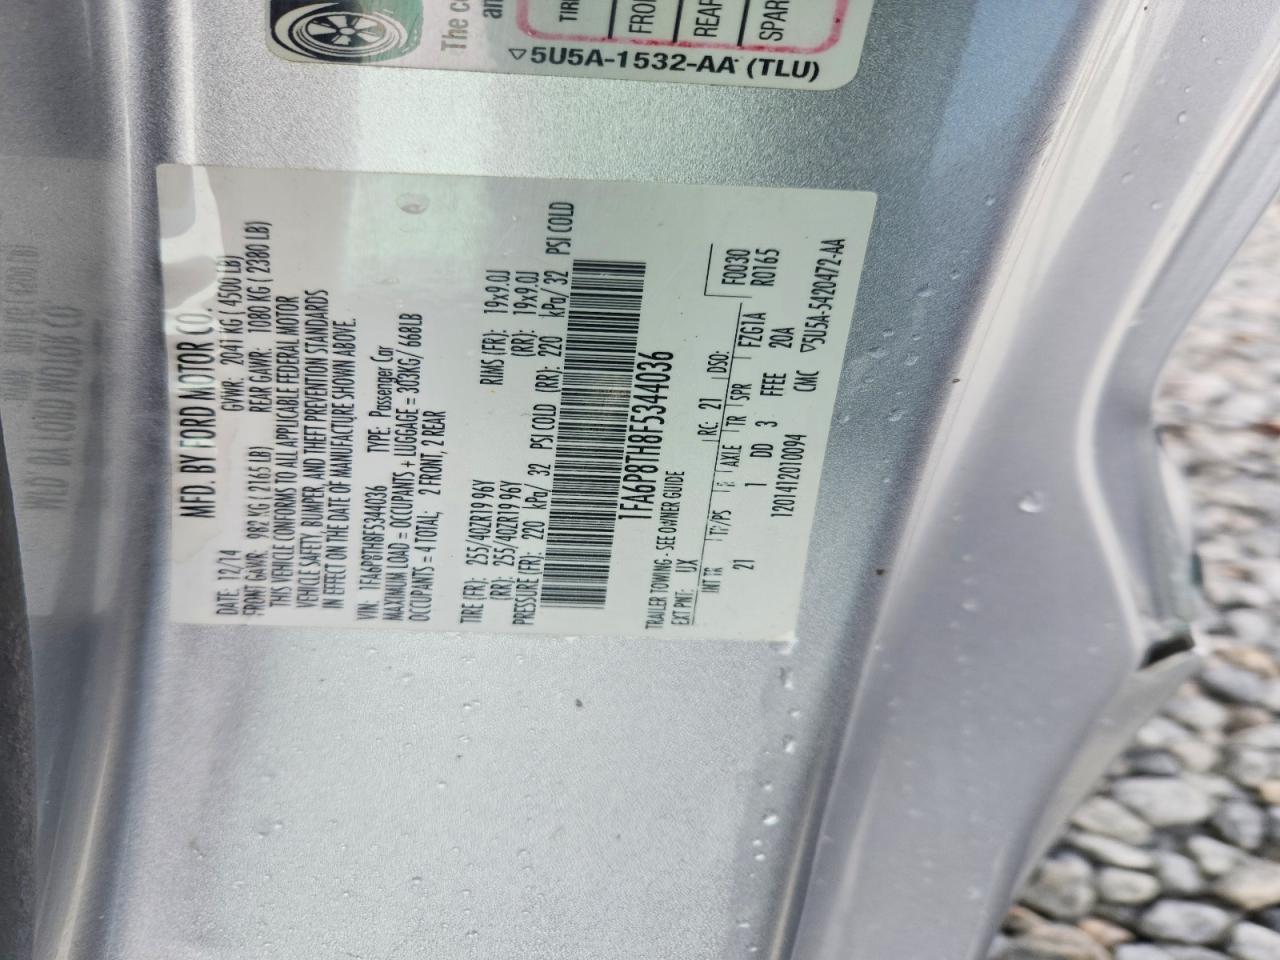 The
TIRE
FRO
REAR
SPAR
▽5U5A-1532-AA (TLU)
MFD. BY FORD MOTOR CO.
DATE: 12/14 GVWR: 2041 KG ( 4500 LB)
FRONT GAWR: 982 KG ( 2165 LB) REAR GAWR: 1080 KG ( 2380 LB)
THIS VEHICLE CONFORMS TO ALL APPLICABLE FEDERAL MOTOR
VEHICLE SAFETY, BUMPER, AND THEFT PREVENTION STANDARDS
IN EFFECT ON THE DATE OF MANUFACTURE SHOWN ABOVE.
VIN: 1FA6P8TH8F5344036 TYPE: Passenger Car
MAXIMUM LOAD = OCCUPANTS + LUGGAGE = 303KG/ 668LB
OCCUPANTS = 4 TOTAL; 2 FRONT, 2 REAR
TIRE (FR): 255/40ZR19 96Y RIMS (FR): 19x9.0J
(RR): 255/40ZR19 96Y (RR): 19x9.0J
PRESSURE (FR): 220 kPa/ 32 PSI COLD (RR): 220 kPa/ 32 PSI COLD
1FA6P8TH8F5344036
TRAILER TOWING - SEE OWNER GUIDE F0030
EXT PNT: UX RC: 21 DSO: R0165
INT TR TP/PS AXLE TR SPR FZG1A
21 1 DD 3 FFEE 20A
1201412010094 CMC ▽5U5A-5420472-AA